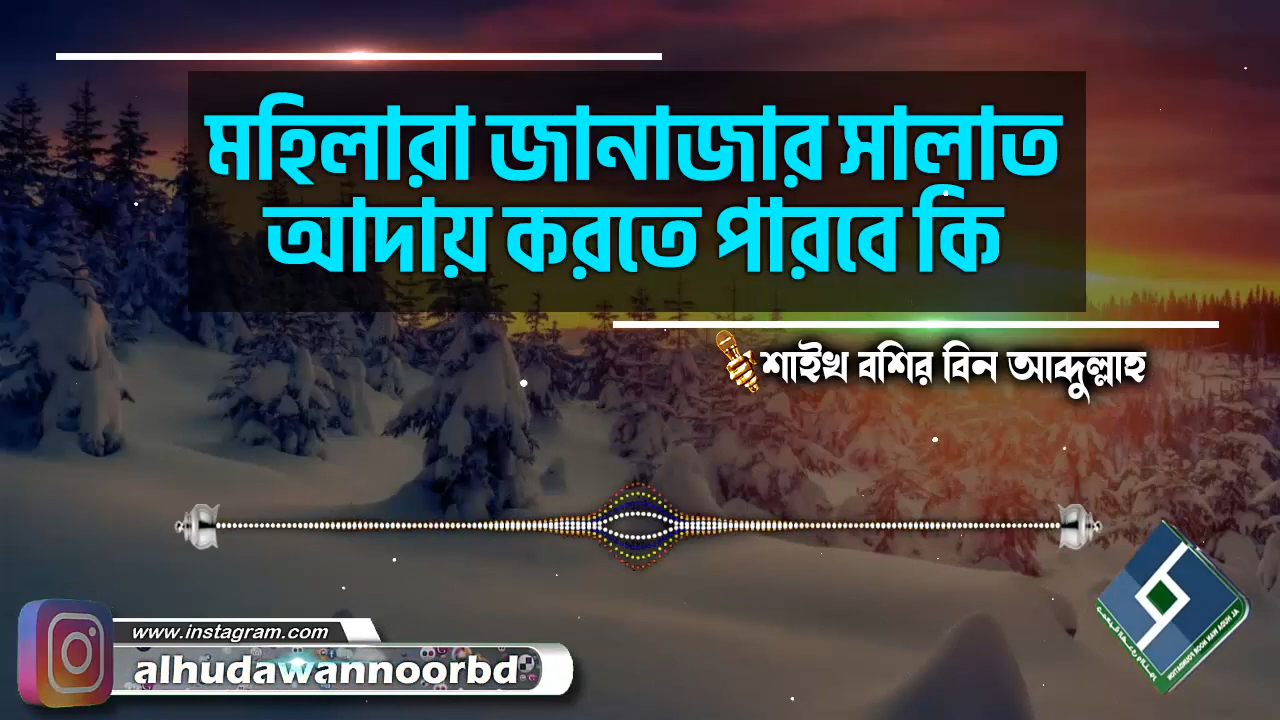 মহিলারা জানাজার সালাত
আদায় করতে পারবে কি
শাইখ বশির বিন আব্দুল্লাহ
www.instagram.com
alhudawannoorbd